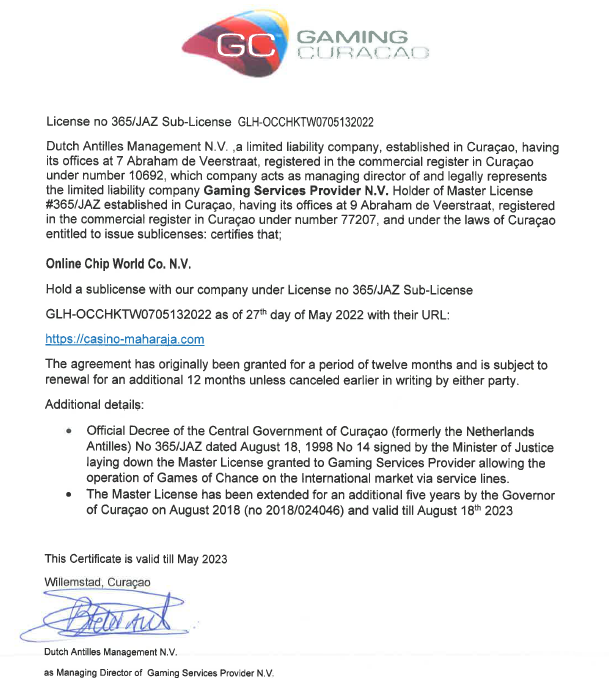 GC GAMING
CURAÇAO
License no 365/JAZ Sub-License GLH-OCCHKTW0705132022
Dutch Antilles Management N.V. ,a limited liability company, established in Curaçao, having
its offices at 7 Abraham de Veerstraat, registered in the commercial register in Curaçao
under number 10692, which company acts as managing director of and legally represents
the limited liability company Gaming Services Provider N.V. Holder of Master License
#365/JAZ established in Curaçao, having its offices at 9 Abraham de Veerstraat, registered
in the commercial register in Curaçao under number 77207, and under the laws of Curaçao
entitled to issue sublicenses: certifies that;
Online Chip World Co. N.V.
Hold a sublicense with our company under License no 365/JAZ Sub-License
GLH-OCCHKTW0705132022 as of 27th day of May 2022 with their URL:
https://casino-maharaja.com
The agreement has originally been granted for a period of twelve months and is subject to
renewal for an additional 12 months unless canceled earlier in writing by either party.
Additional details:
• Official Decree of the Central Government of Curaçao (formerly the Netherlands
Antilles) No 365/JAZ dated August 18, 1998 No 14 signed by the Minister of Justice
laying down the Master License granted to Gaming Services Provider allowing the
operation of Games of Chance on the International market via service lines.
• The Master License has been extended for an additional five years by the Governor
of Curaçao on August 2018 (no 2018/024046) and valid till August 18th 2023
This Certificate is valid till May 2023
Willemstad, Curaçao
Dutch Antilles Management N.V.
as Managing Director of Gaming Services Provider N.V.